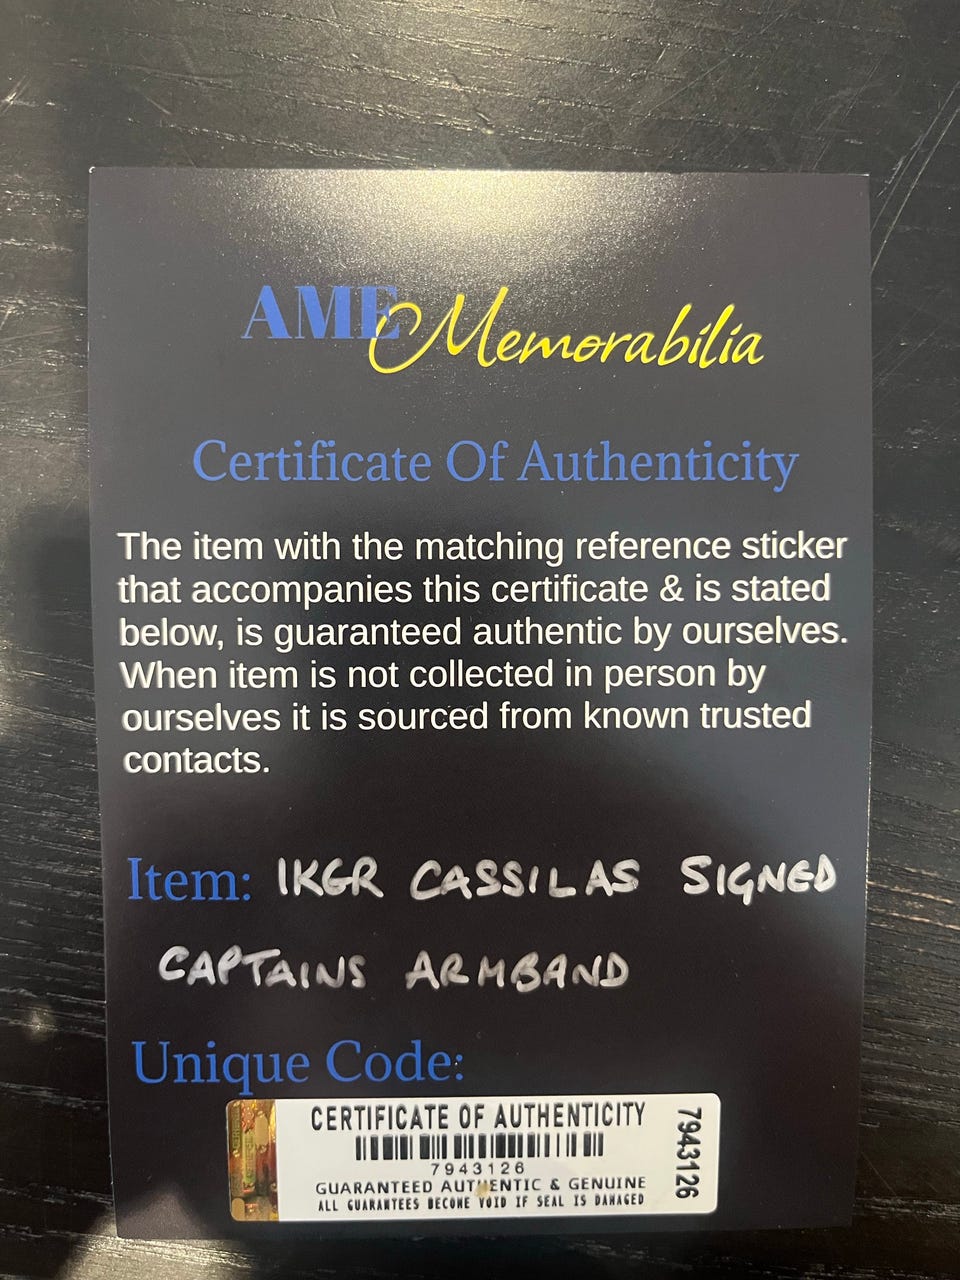 AME Memorabilia
Certificate Of Authenticity
The item with the matching reference sticker
that accompanies this certificate & is stated
below, is guaranteed authentic by ourselves.
When item is not collected in person by
ourselves it is sourced from known trusted
contacts.
Item: IKER CASSILAS SIGNED
CAPTAINS ARMBAND
Unique Code:
CERTIFICATE OF AUTHENTICITY
7943126
GUARANTEED AUTHENTIC & GENUINE
ALL GUARANTEES BECOME VOID IF SEAL IS DAMAGED
7943126